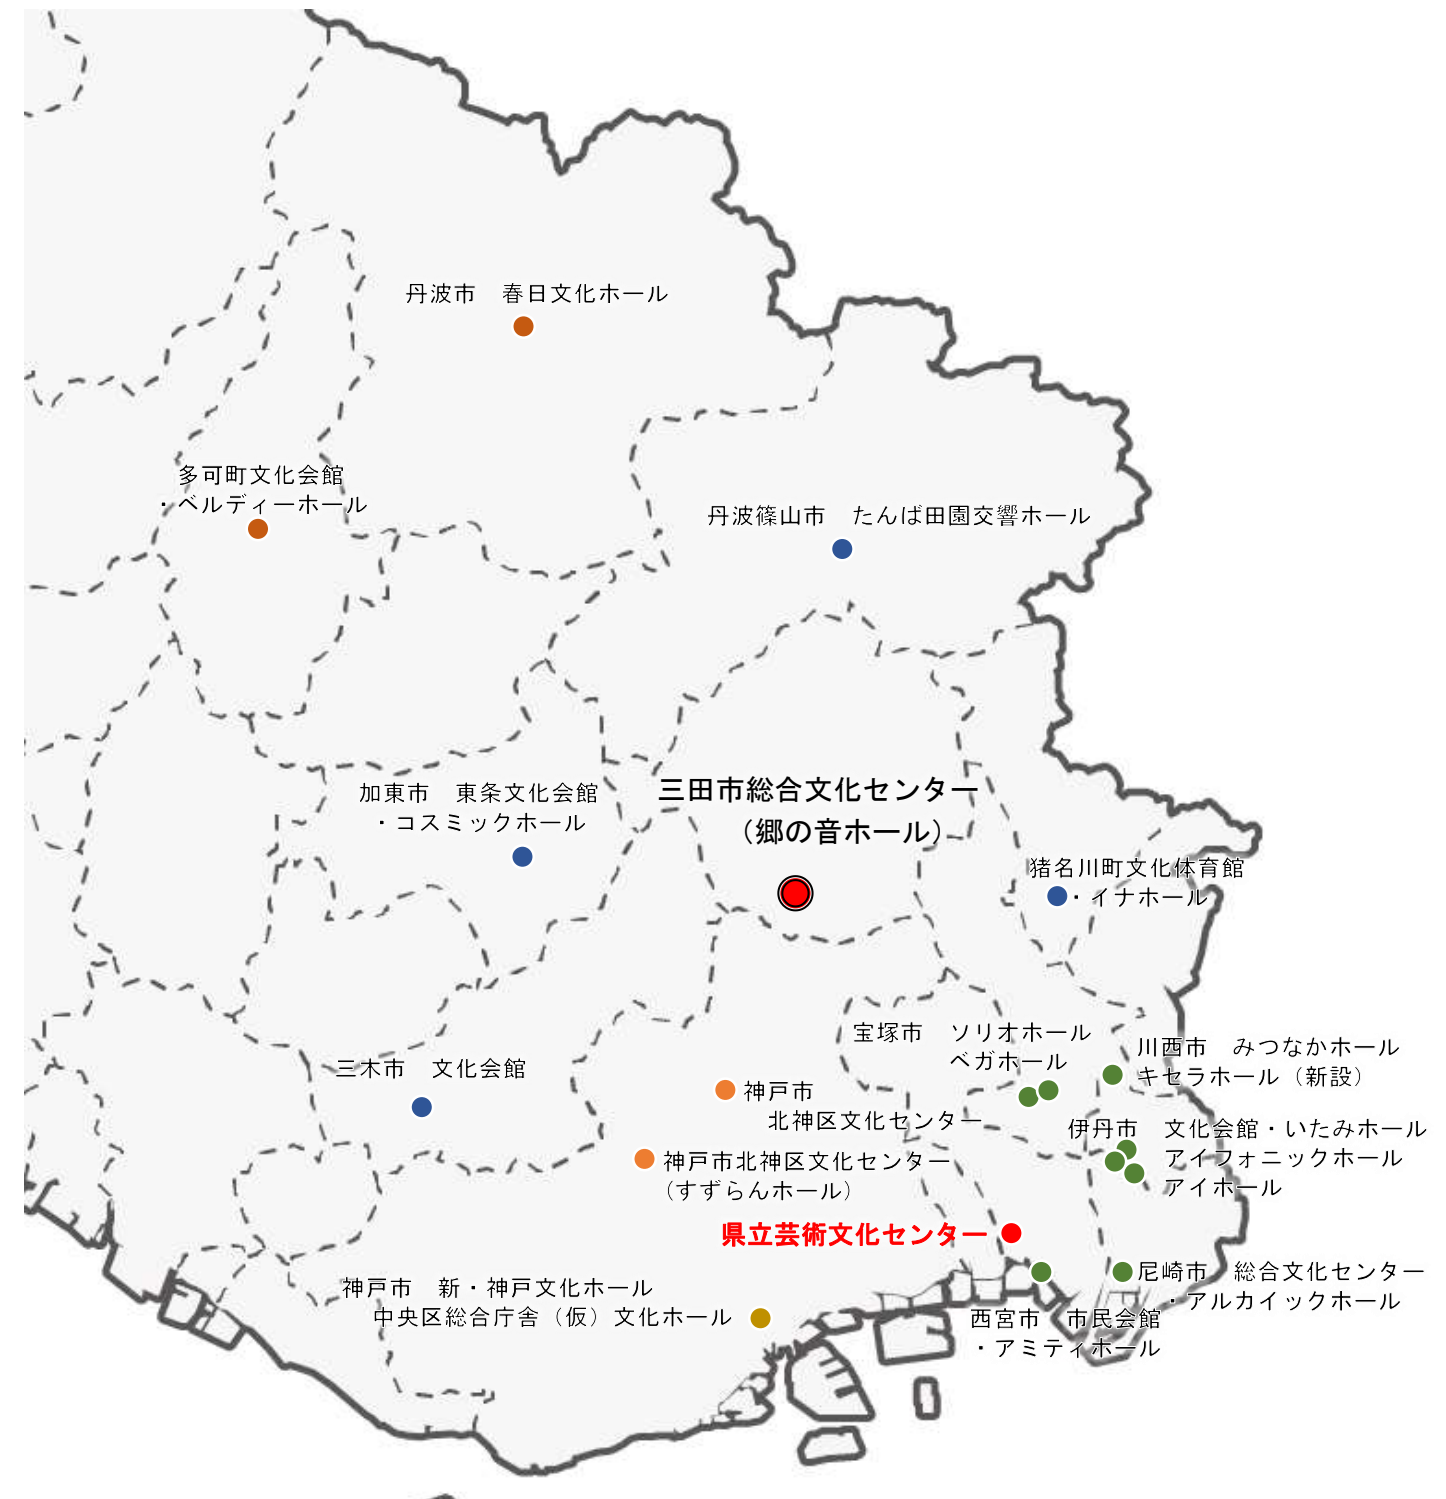 丹波市　春日文化ホール
多可町文化会館
・ベルディーホール
丹波篠山市　たんば田園交響ホール
加東市　東条文化会館
・コスミックホール
三田市総合文化センター
（郷の音ホール）
猪名川町文化体育館
・イナホール
宝塚市　ソリオホール
ベガホール
川西市　みつなかホール
キセラホール（新設）
三木市　文化会館
神戸市
北神区文化センター
伊丹市　文化会館・いたみホール
アイフォニックホール
アイホール
神戸市北神区文化センター
（すずらんホール）
県立芸術文化センター
神戸市　新・神戸文化ホール
中央区総合庁舎（仮）文化ホール
尼崎市　総合文化センター
・アルカイックホール
西宮市　市民会館
・アミティホール